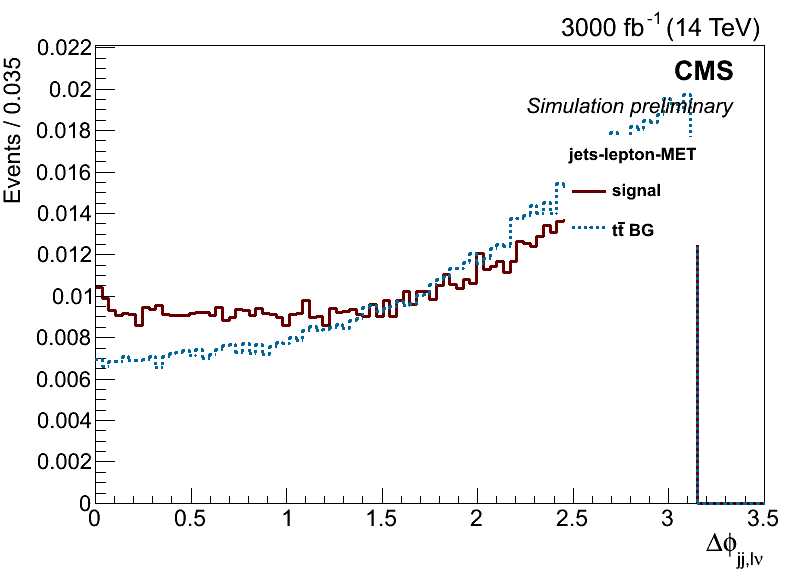 3000 fb⁻¹ (14 TeV)
CMS
Simulation preliminary
jets-lepton-MET
signal
tt̄ BG
Events / 0.035
0.022
0.02
0.018
0.016
0.014
0.012
0.01
0.008
0.006
0.004
0.002
0
0 0.5 1 1.5 2 2.5 3 3.5
Δϕjj,lν